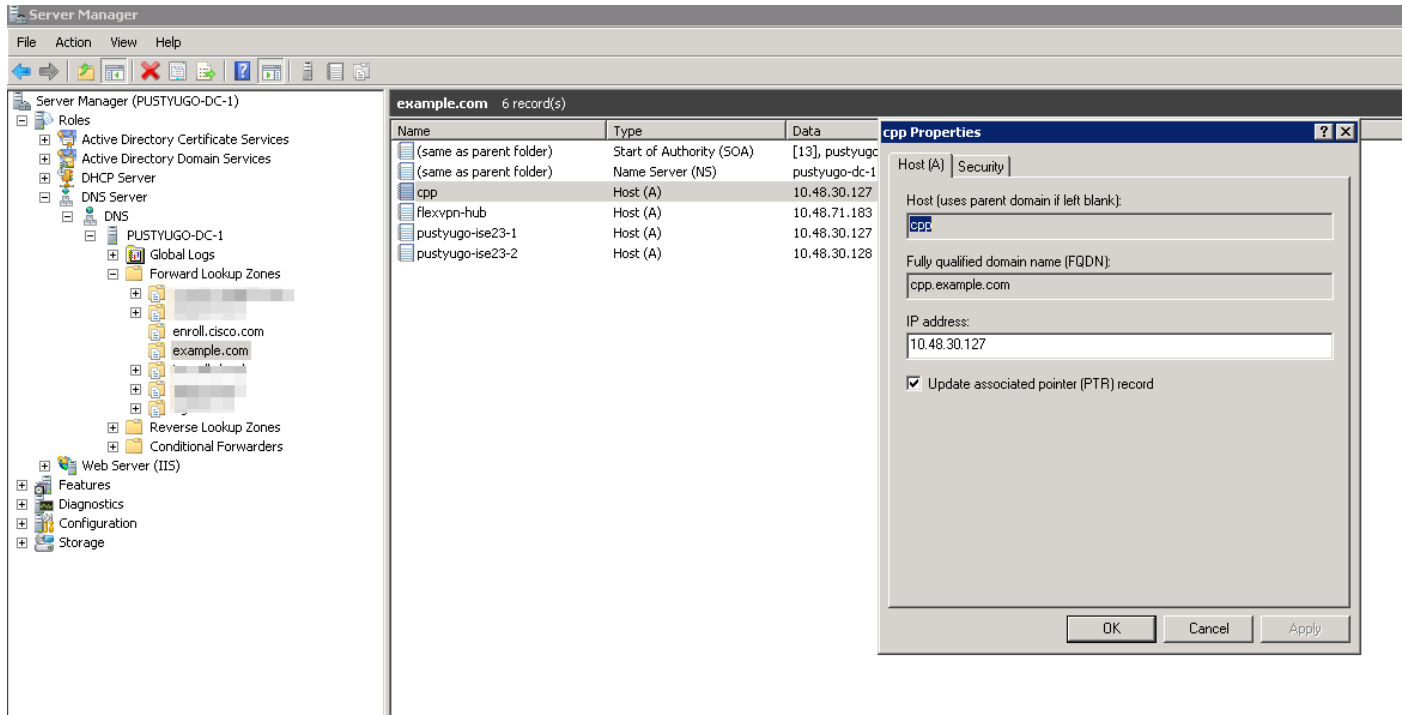 Server Manager
File Action View Help
Server Manager (PUSTYUGO-DC-1)
Roles
Active Directory Certificate Services
Active Directory Domain Services
DHCP Server
DNS Server
DNS
PUSTYUGO-DC-1
Global Logs
Forward Lookup Zones
enroll.cisco.com
example.com
Reverse Lookup Zones
Conditional Forwarders
Web Server (IIS)
Features
Diagnostics
Configuration
Storage
example.com 6 record(s)
Name Type Data
(same as parent folder) Start of Authority (SOA) [13], pustyugo
(same as parent folder) Name Server (NS) pustyugo-dc-1
cpp Host (A) 10.48.30.127
flexvpn-hub Host (A) 10.48.71.183
pustyugo-ise23-1 Host (A) 10.48.30.127
pustyugo-ise23-2 Host (A) 10.48.30.128
cpp Properties
Host (A) Security
Host (uses parent domain if left blank):
cpp
Fully qualified domain name (FQDN):
cpp.example.com
IP address:
10.48.30.127
Update associated pointer (PTR) record
OK Cancel Apply